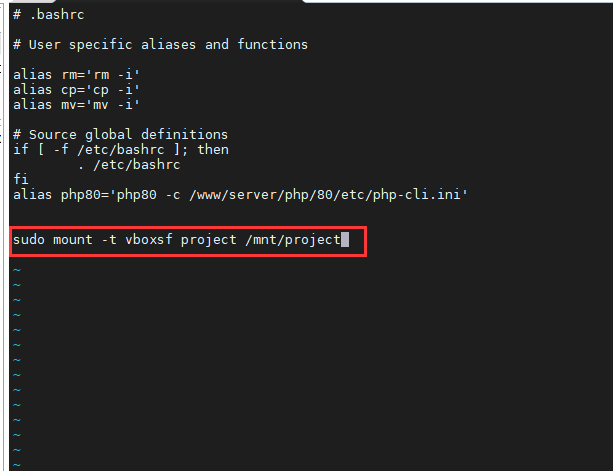 # .bashrc
# User specific aliases and functions
alias rm='rm -i'
alias cp='cp -i'
alias mv='mv -i'
# Source global definitions
if [ -f /etc/bashrc ]; then
        . /etc/bashrc
fi
alias php80='php80 -c /www/server/php/80/etc/php-cli.ini'
sudo mount -t vboxsf project /mnt/project
~
~
~
~
~
~
~
~
~
~
~
~
~
~